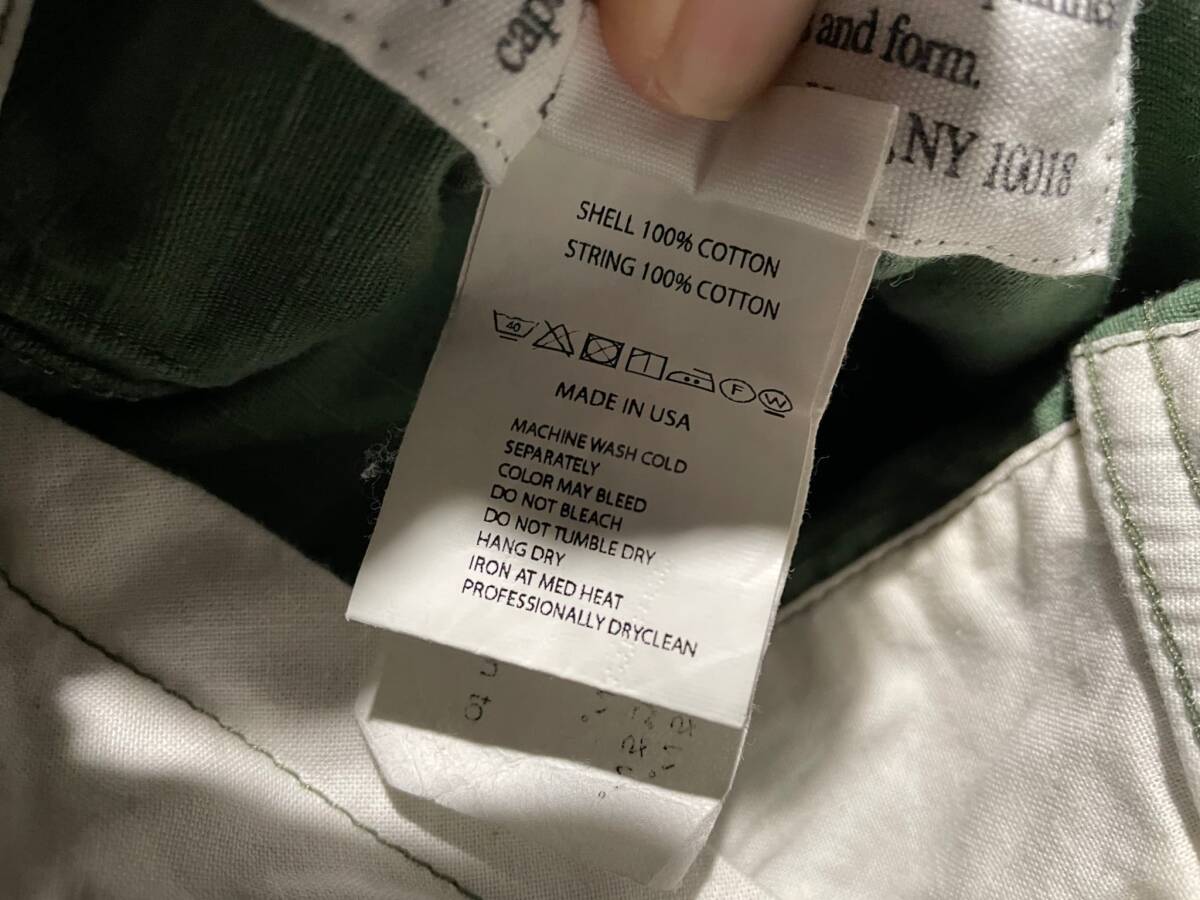 and form.
NY 10018
SHELL 100% COTTON
STRING 100% COTTON
40
F W
MADE IN USA
MACHINE WASH COLD
SEPARATELY
COLOR MAY BLEED
DO NOT BLEACH
DO NOT TUMBLE DRY
HANG DRY
IRON AT MED HEAT
PROFESSIONALLY DRYCLEAN